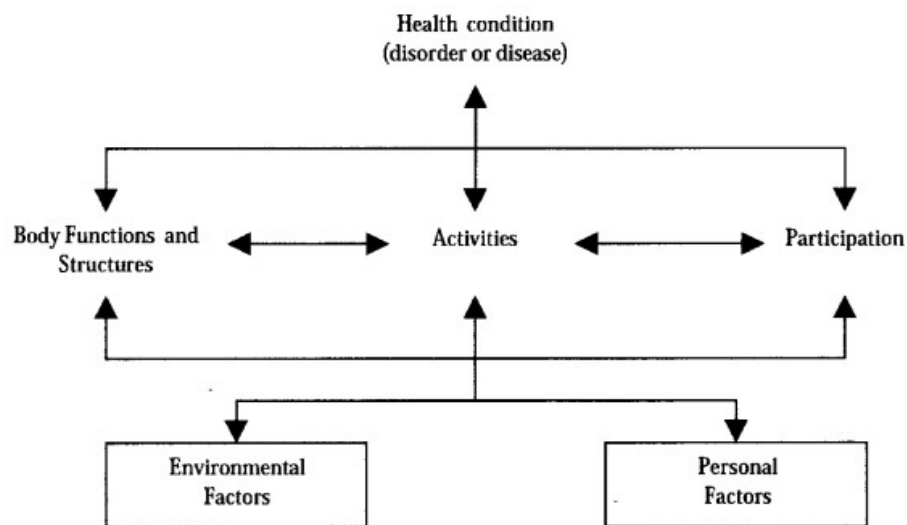 Health condition
(disorder or disease)
Body Functions and
Structures
Activities
Participation
Environmental
Factors
Personal
Factors